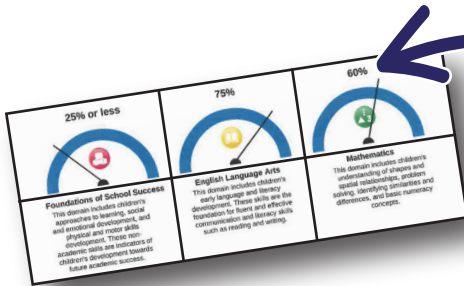 25% or less
Foundations of School Success
This domain includes children's
approaches to learning, social
and emotional development, and
physical and motor skills
development. These non-
academic skills are indicators of
children's development towards
future academic success.
75%
English Language Arts
This domain includes children's
early language and literacy
development. These skills are the
foundation for fluent and effective
communication and literacy skills
such as reading and writing.
60%
Mathematics
This domain includes children's
understanding of shapes and
spatial relationships, problem
solving, identifying similarities and
differences, and basic numeracy
concepts.